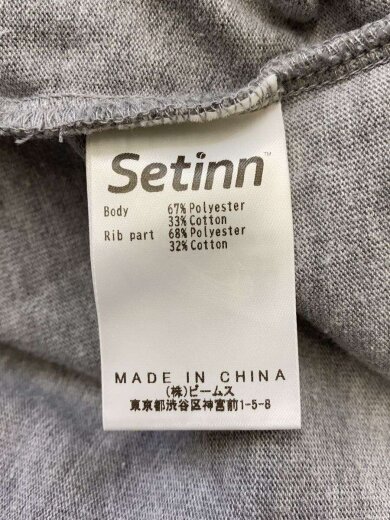 Setinn™
Body 67% Polyester
33% Cotton
Rib part 68% Polyester
32% Cotton
MADE IN CHINA
(株)ビームス
東京都渋谷区神宮前1-5-8